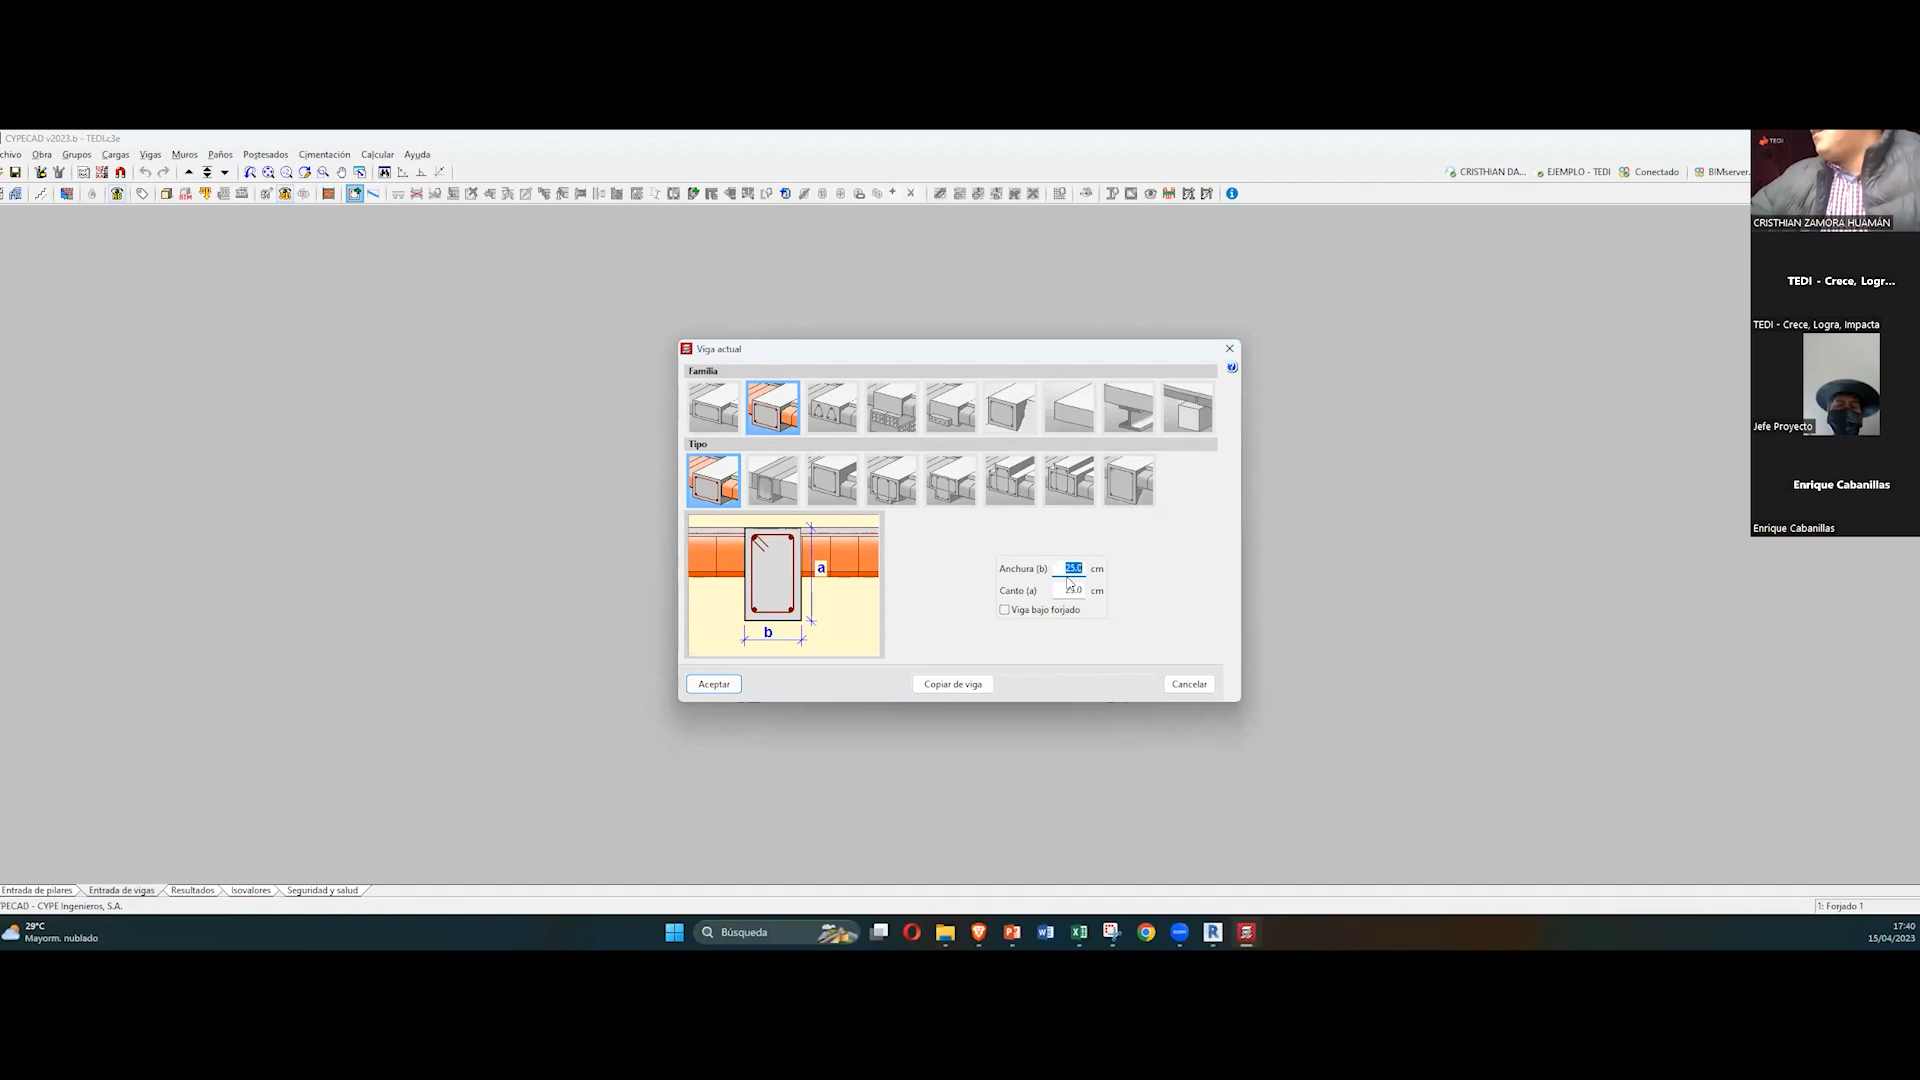 CYPECAD v2023.b - TEDI.c3e
chivo Obra Grupos Cargas Vigas Muros Paños Postesados Cimentación Calcular Ayuda
CRISTHIAN DA... EJEMPLO - TEDI Conectado BIMserver.
TEDI
CRISTHIAN ZAMORA HUAMÁN
TEDI - Crece, Logr...
TEDI - Crece, Logra, Impacta
Jefe Proyecto
Enrique Cabanillas
Enrique Cabanillas
Viga actual
Familia
Tipo
a
b
Anchura (b) 25.0 cm
Canto (a) cm
Viga bajo forjado
Aceptar Copiar de viga Cancelar
Entrada de pilares Entrada de vigas Resultados Isovalores Seguridad y salud
YPECAD - CYPE Ingenieros, S.A.
1: Forjado 1
29°C
Mayorm. nublado
Búsqueda
17:40
15/04/2023